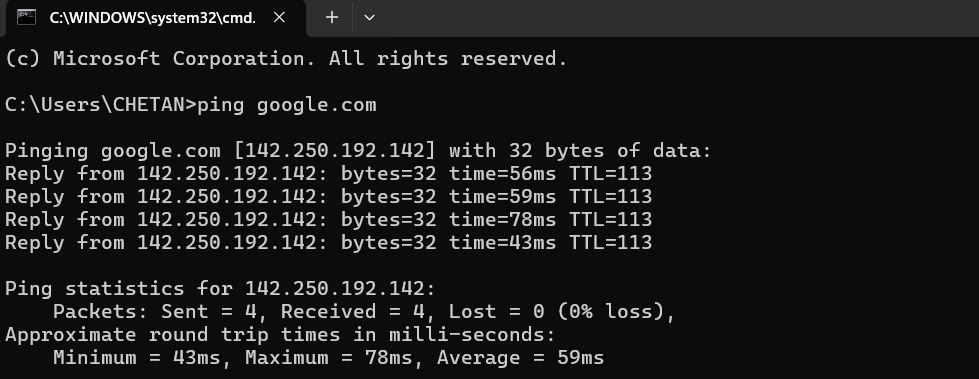 C:\WINDOWS\system32\cmd.
(c) Microsoft Corporation. All rights reserved.
C:\Users\CHETAN>ping google.com
Pinging google.com [142.250.192.142] with 32 bytes of data:
Reply from 142.250.192.142: bytes=32 time=56ms TTL=113
Reply from 142.250.192.142: bytes=32 time=59ms TTL=113
Reply from 142.250.192.142: bytes=32 time=78ms TTL=113
Reply from 142.250.192.142: bytes=32 time=43ms TTL=113
Ping statistics for 142.250.192.142:
    Packets: Sent = 4, Received = 4, Lost = 0 (0% loss),
Approximate round trip times in milli-seconds:
    Minimum = 43ms, Maximum = 78ms, Average = 59ms